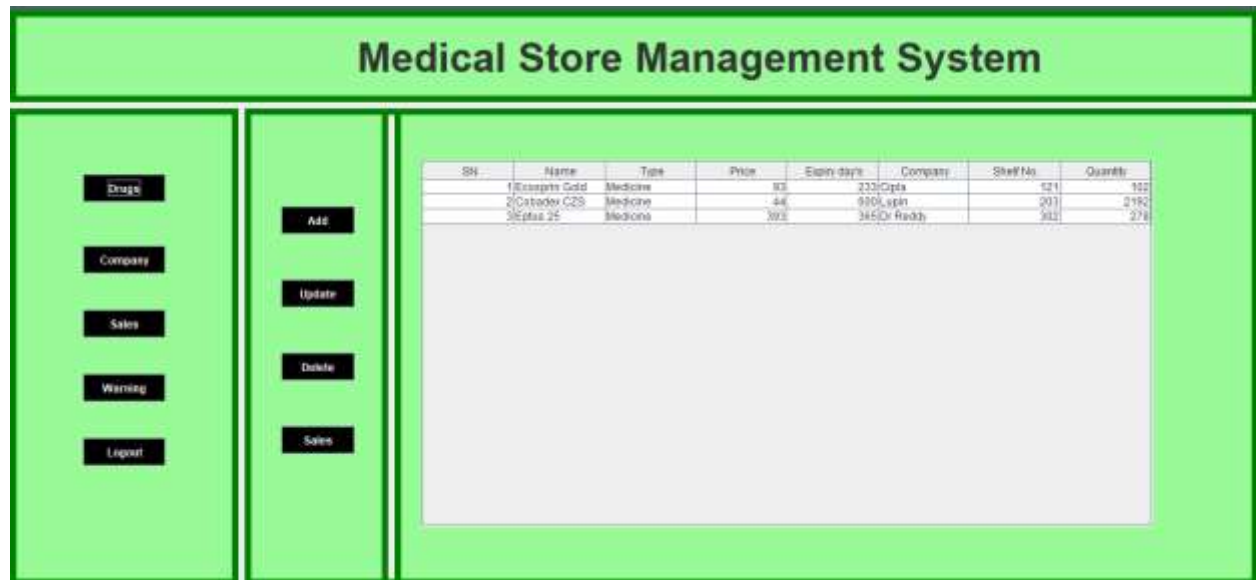 Medical Store Management System
Drugs
Company
Sales
Warning
Logout
Add
Update
Delete
Sales
SN Name Type Price Expiry day's Company Shelf No. Quantity
1 Ecosprin Gold Medicine 93 233 Cipla 121 102
2 Cobadex CZS Medicine 44 600 Lupin 203 2192
3 25 Medicine 393 365 Dr Reddy 302 278